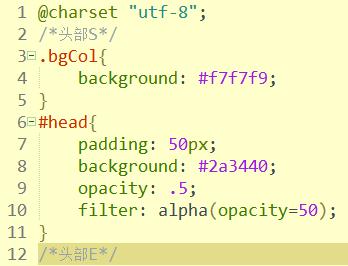 1 @charset "utf-8";
2 /*头部S*/
3 .bgCol{
4 background: #f7f7f9;
5 }
6 #head{
7 padding: 50px;
8 background: #2a3440;
9 opacity: .5;
10 filter: alpha(opacity=50);
11 }
12 /*头部E*/